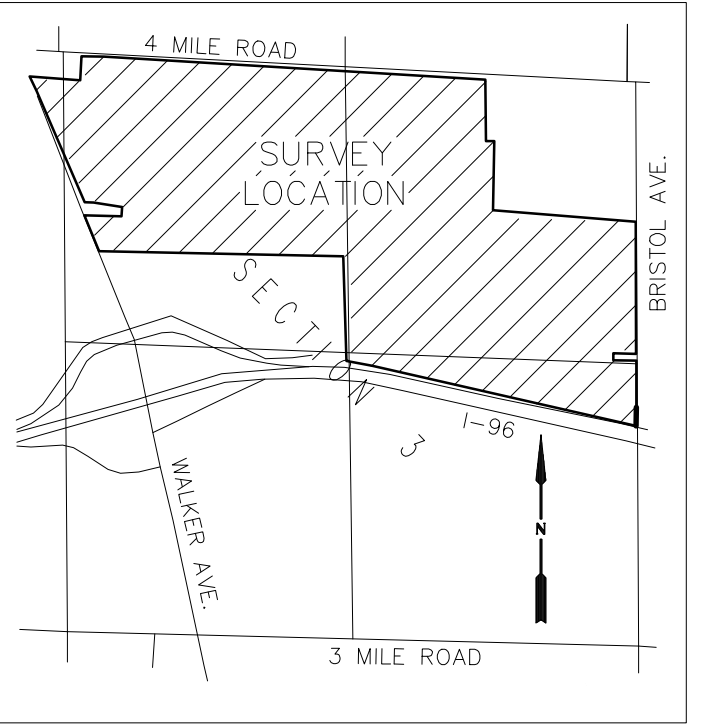 4 MILE ROAD
SURVEY
LOCATION
BRISTOL AVE.
SECTION 3
I-96
N
WALKER AVE.
3 MILE ROAD